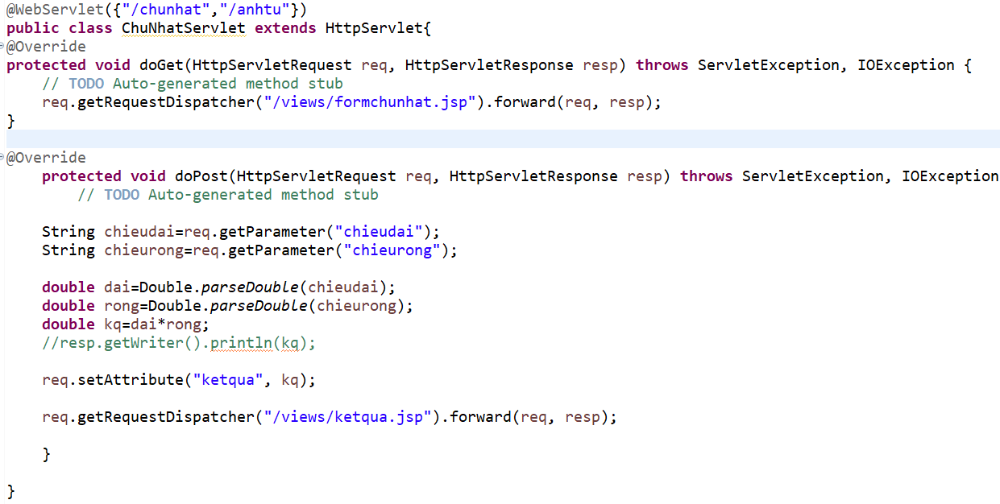 @WebServlet({"/chunhat","/anhtu"})
public class ChuNhatServlet extends HttpServlet{
@Override
protected void doGet(HttpServletRequest req, HttpServletResponse resp) throws ServletException, IOException {
    // TODO Auto-generated method stub
    req.getRequestDispatcher("/views/formchunhat.jsp").forward(req, resp);
}
@Override
    protected void doPost(HttpServletRequest req, HttpServletResponse resp) throws ServletException, IOException
        // TODO Auto-generated method stub
    String chieudai=req.getParameter("chieudai");
    String chieurong=req.getParameter("chieurong");
    double dai=Double.parseDouble(chieudai);
    double rong=Double.parseDouble(chieurong);
    double kq=dai*rong;
    //resp.getWriter().println(kq);
    req.setAttribute("ketqua", kq);
    req.getRequestDispatcher("/views/ketqua.jsp").forward(req, resp);
    }
}